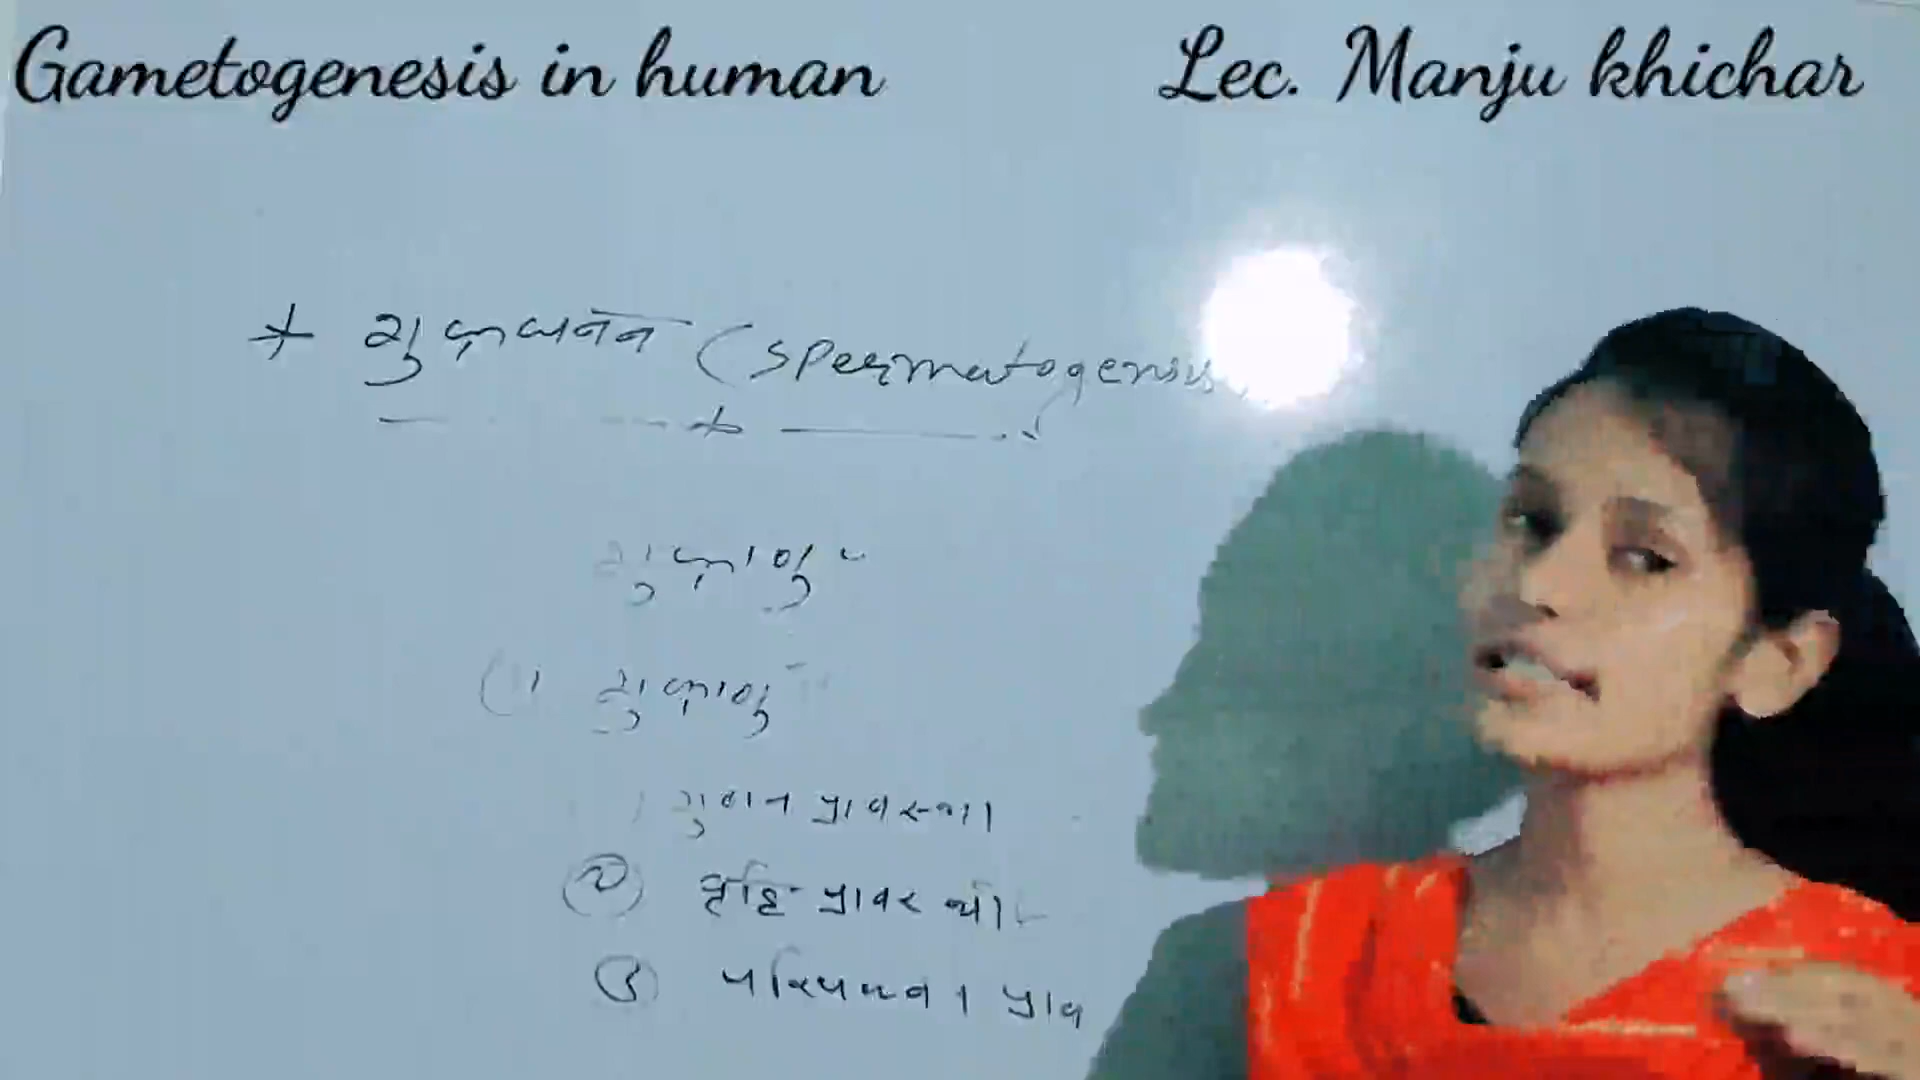 Gametogenesis in human
Lec. Manju khichar
* शुक्रजनन (spermatogenesis
शुक्राणु
(1 शुक्राणु
गुणन प्रावस्था
② वृद्धि प्रावस्था
③ परिपक्वन प्राव